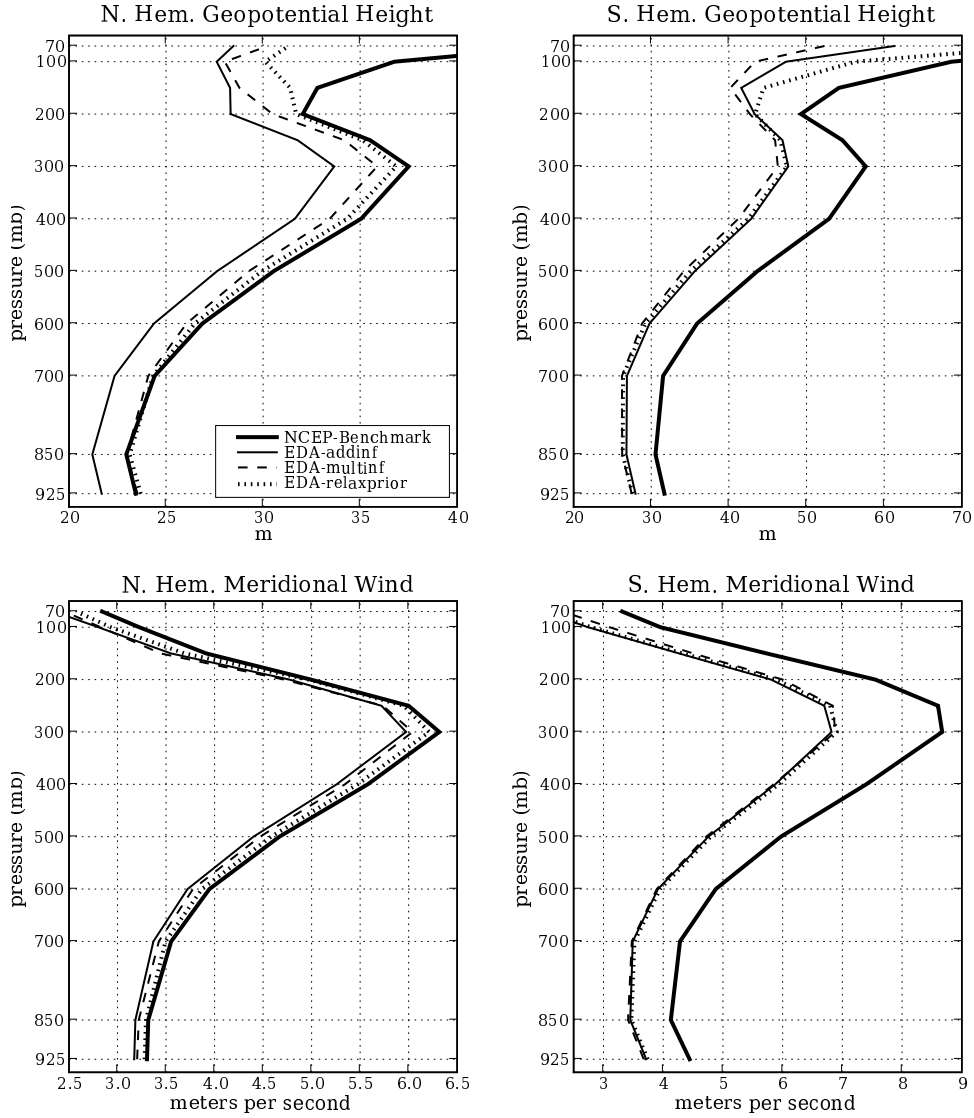 N. Hem. Geopotential Height
70
100
200
300
400
500
600
700
850
925
pressure (mb)
NCEP-Benchmark
EDA-addinf
EDA-multinf
EDA-relaxprior
20 25 30 35 40
m
S. Hem. Geopotential Height
70
100
200
300
400
500
600
700
850
925
pressure (mb)
20 30 40 50 60 70
m
N. Hem. Meridional Wind
70
100
200
300
400
500
600
700
850
925
pressure (mb)
2.5 3.0 3.5 4.0 4.5 5.0 5.5 6.0 6.5
meters per second
S. Hem. Meridional Wind
70
100
200
300
400
500
600
700
850
925
pressure (mb)
3 4 5 6 7 8 9
meters per second